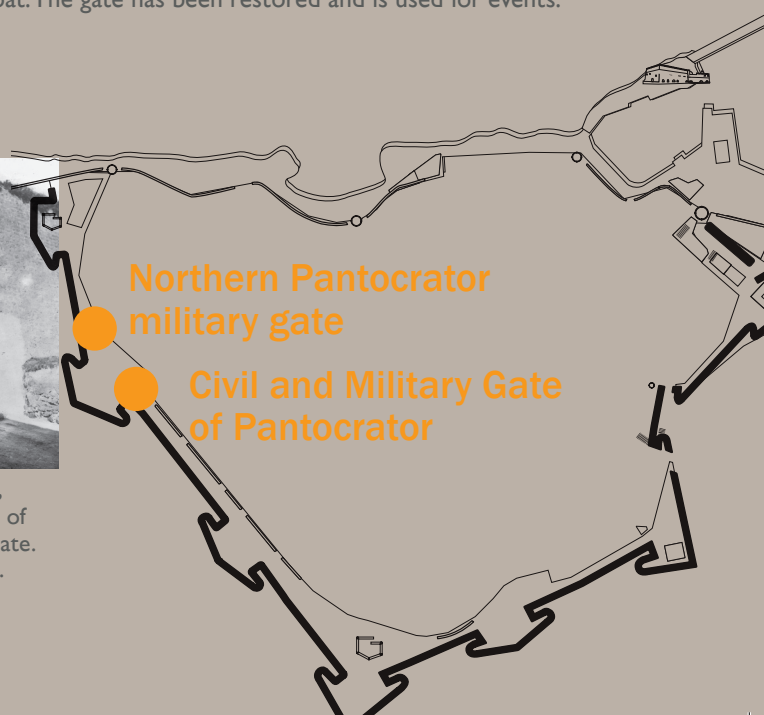 oat. The gate has been restored and is used for events.
Northern Pantocrator
military gate
Civil and Military Gate
of Pantocrator
of
ate.